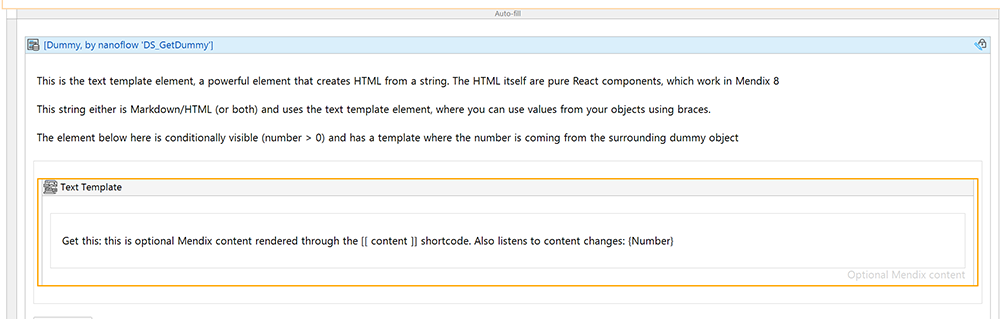 Auto-fill
[Dummy, by nanoflow 'DS_GetDummy']
This is the text template element, a powerful element that creates HTML from a string. The HTML itself are pure React components, which work in Mendix 8
This string either is Markdown/HTML (or both) and uses the text template element, where you can use values from your objects using braces.
The element below here is conditionally visible (number > 0) and has a template where the number is coming from the surrounding dummy object
Text Template
Get this: this is optional Mendix content rendered through the [[ content ]] shortcode. Also listens to content changes: {Number}
Optional Mendix content